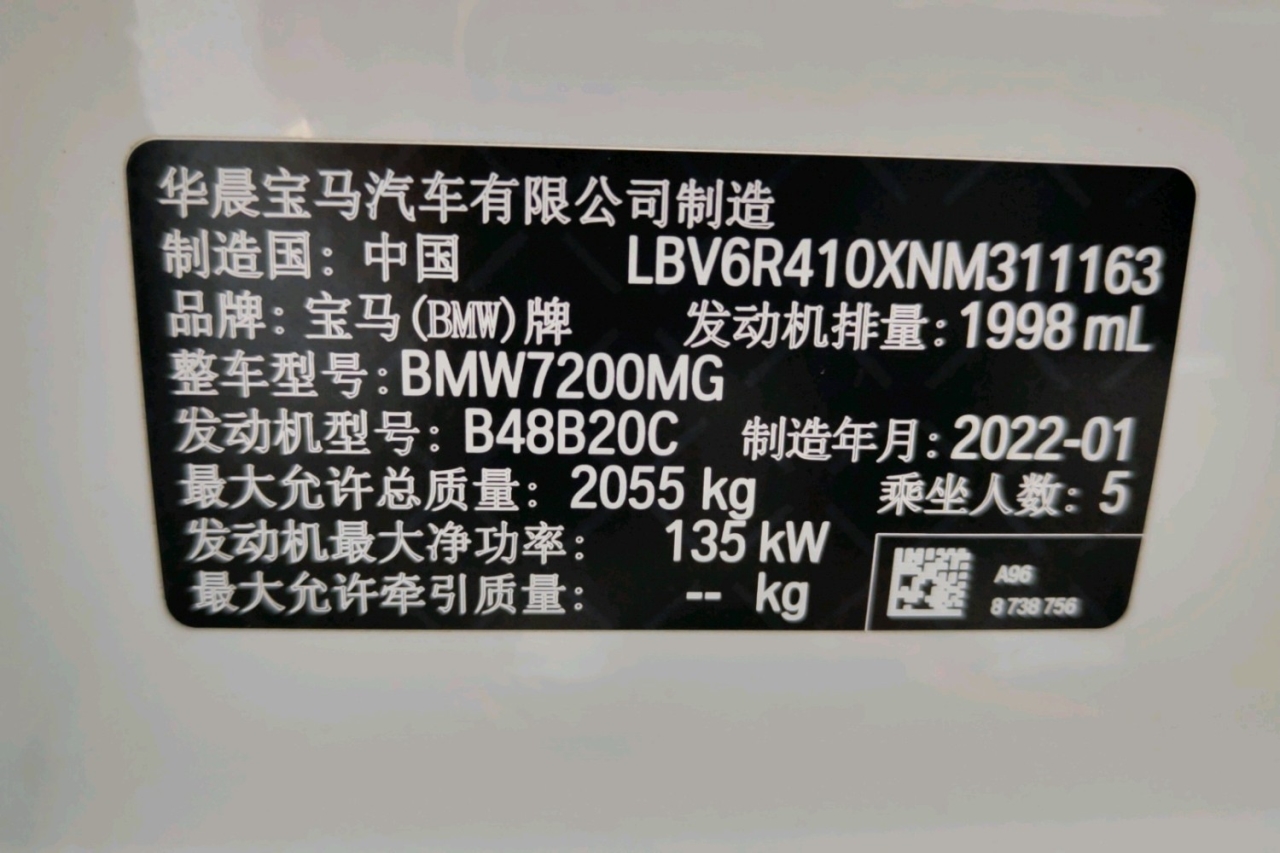 华晨宝马汽车有限公司制造
制造国：中国 LBV6R410XNM311163
品牌：宝马(BMW)牌 发动机排量：1998 mL
整车型号：BMW7200MG
发动机型号：B48B20C 制造年月：2022-01
最大允许总质量：2055 kg 乘坐人数：5
发动机最大净功率：135 kW
最大允许牵引质量：-- kg
A96
8 738 756